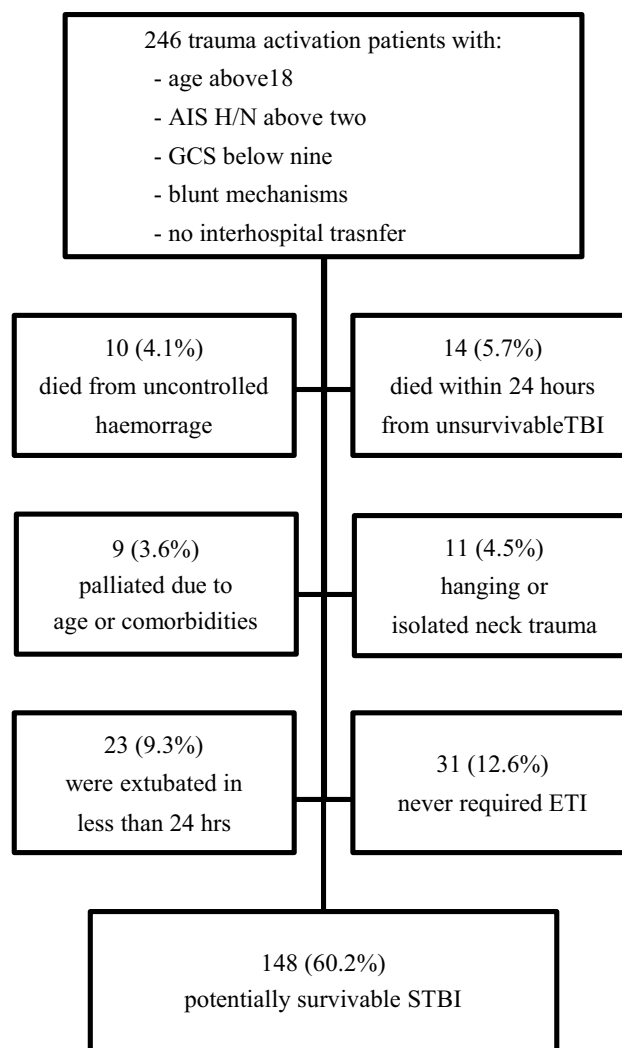 246 trauma activation patients with:
- age above18
- AIS H/N above two
- GCS below nine
- blunt mechanisms
- no interhospital trasnfer
10 (4.1%)
died from uncontrolled
haemorrage
14 (5.7%)
died within 24 hours
from unsurvivableTBI
9 (3.6%)
palliated due to
age or comorbidities
11 (4.5%)
hanging or
isolated neck trauma
23 (9.3%)
were extubated in
less than 24 hrs
31 (12.6%)
never required ETI
148 (60.2%)
potentially survivable STBI